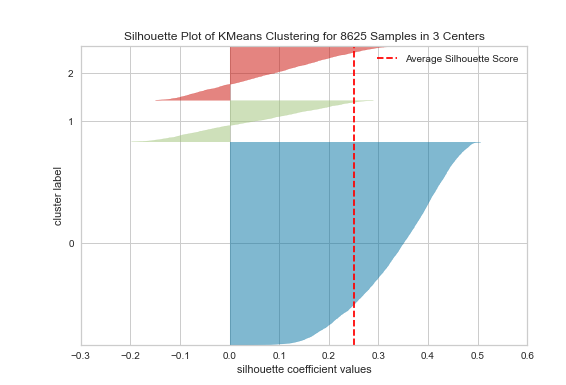 Silhouette Plot of KMeans Clustering for 8625 Samples in 3 Centers
Average Silhouette Score
2
1
0
cluster label
−0.3 −0.2 −0.1 0.0 0.1 0.2 0.3 0.4 0.5 0.6
silhouette coefficient values